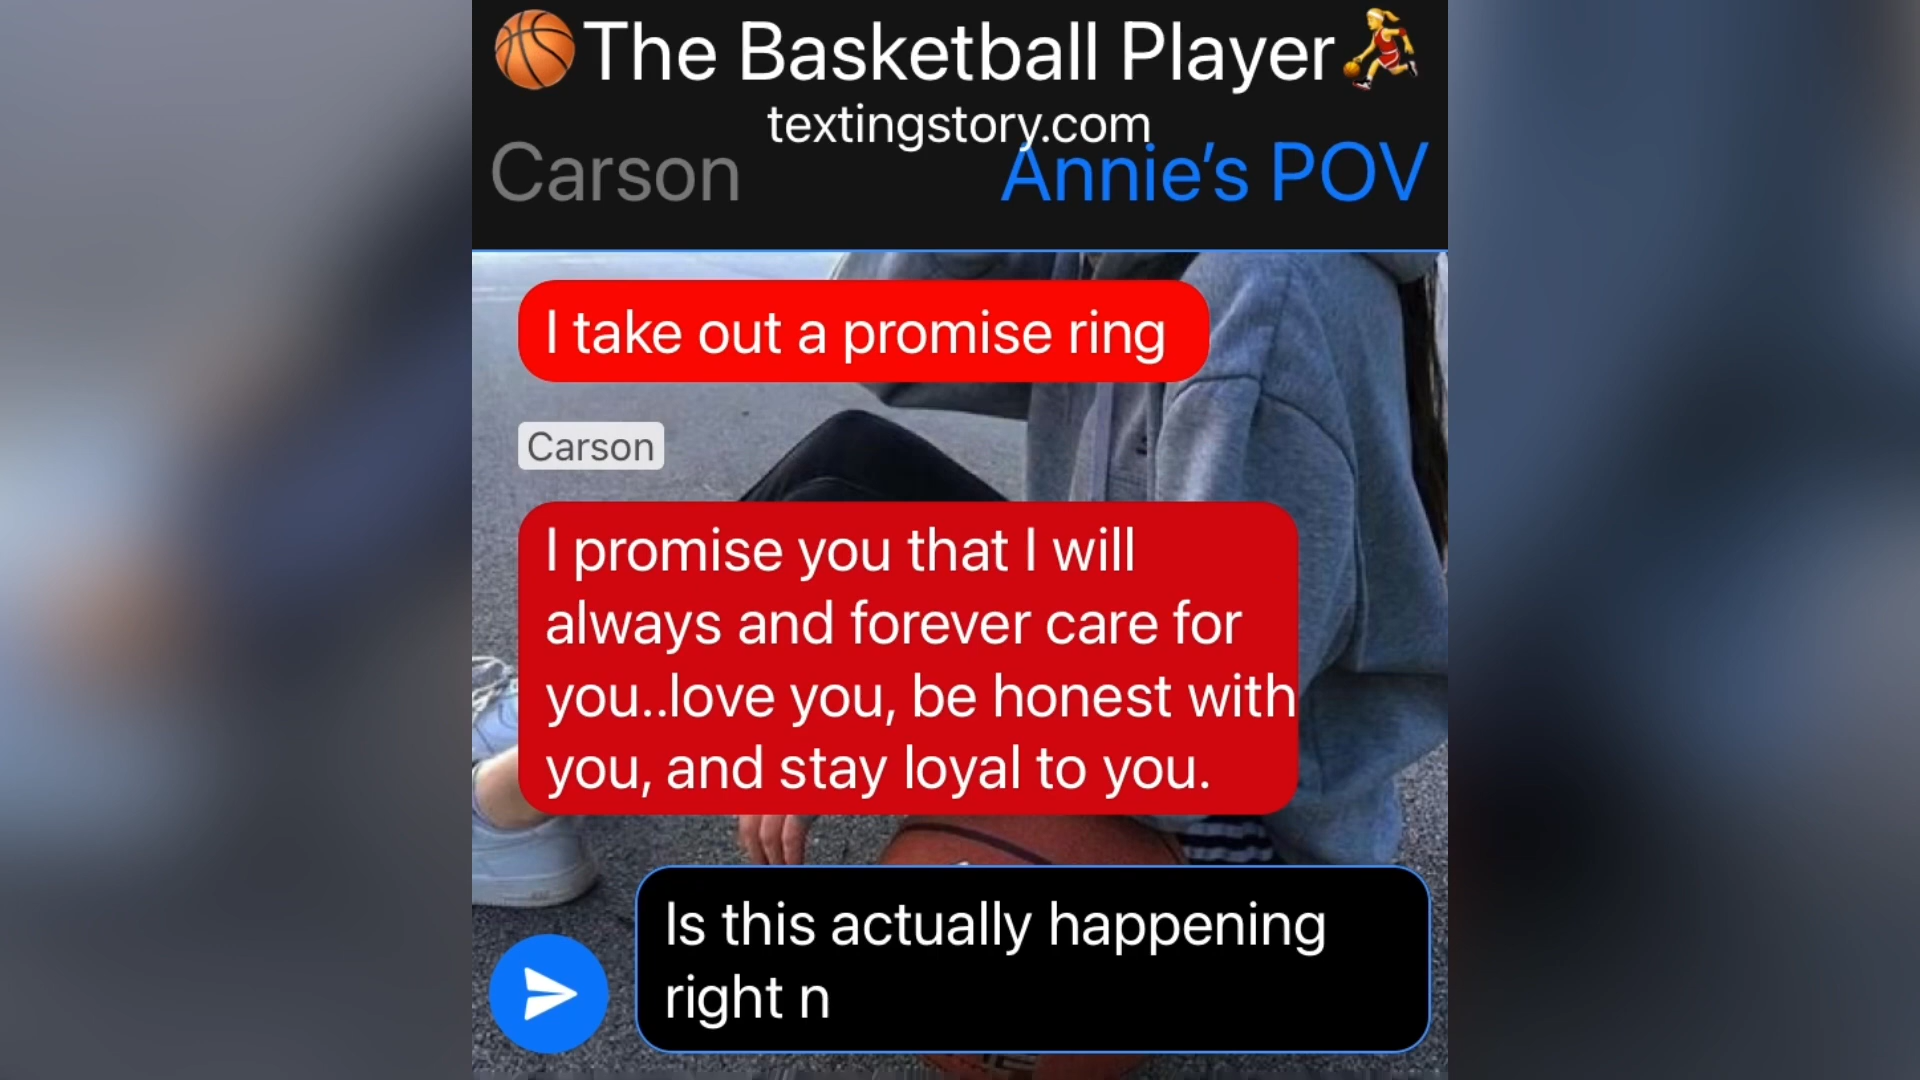 🏀The Basketball Player⛹️‍♀️
textingstory.com
Carson
Annie’s POV
I take out a promise ring
Carson
I promise you that I will
always and forever care for
you..love you, be honest with
you, and stay loyal to you.
Is this actually happening
right n